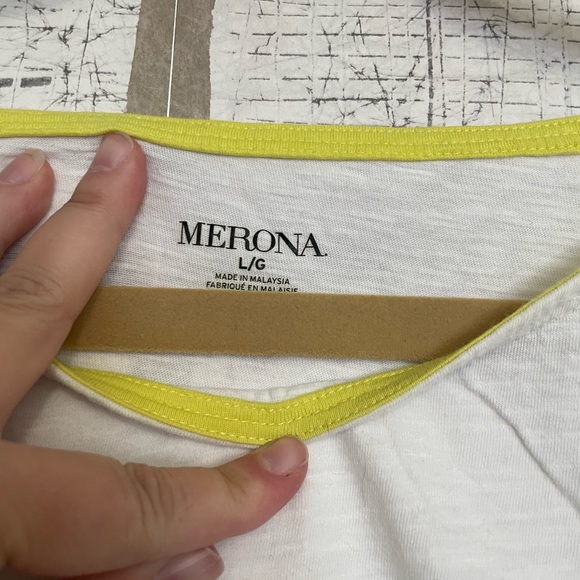 MERONA.
L/G
MADE IN MALAYSIA
FABRIQUÉ EN MALAISIE